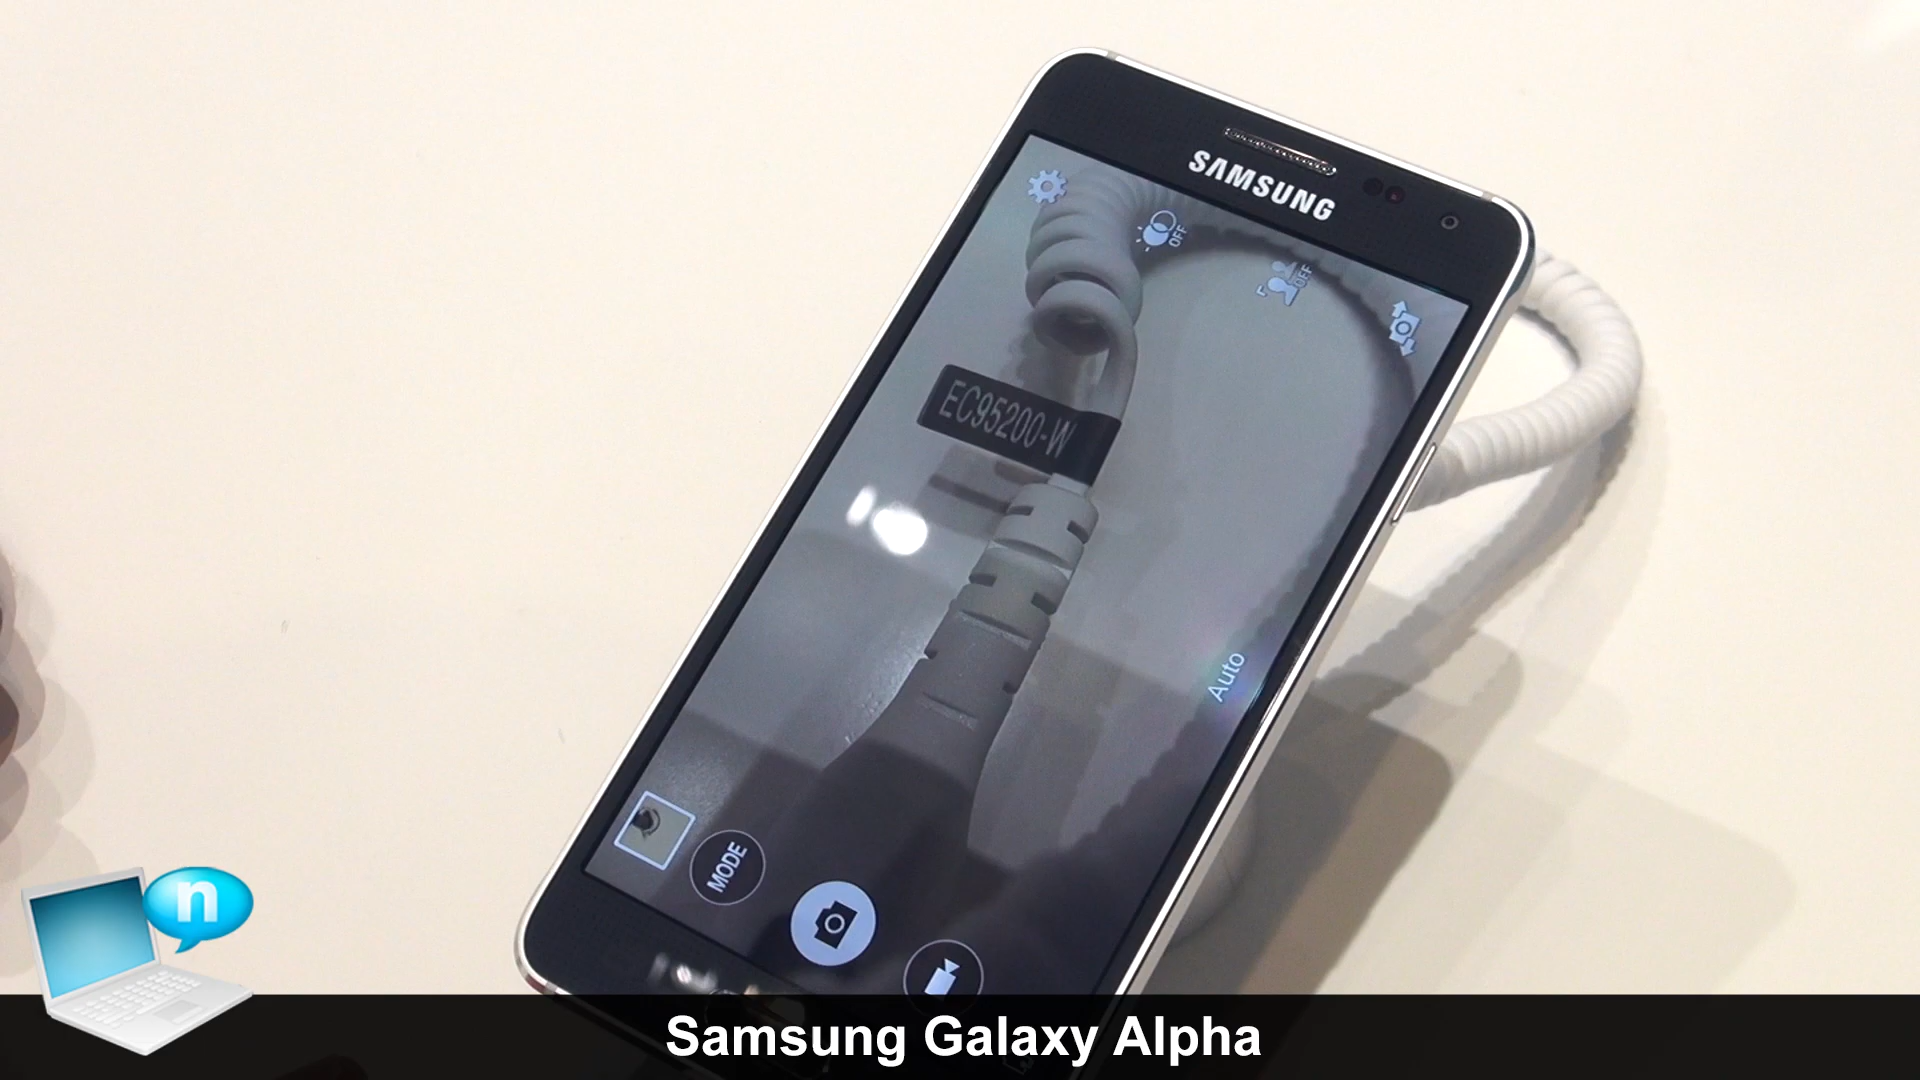 SAMSUNG
OFF
OFF
EC95200-W
Auto
MODE
n
Samsung Galaxy Alpha